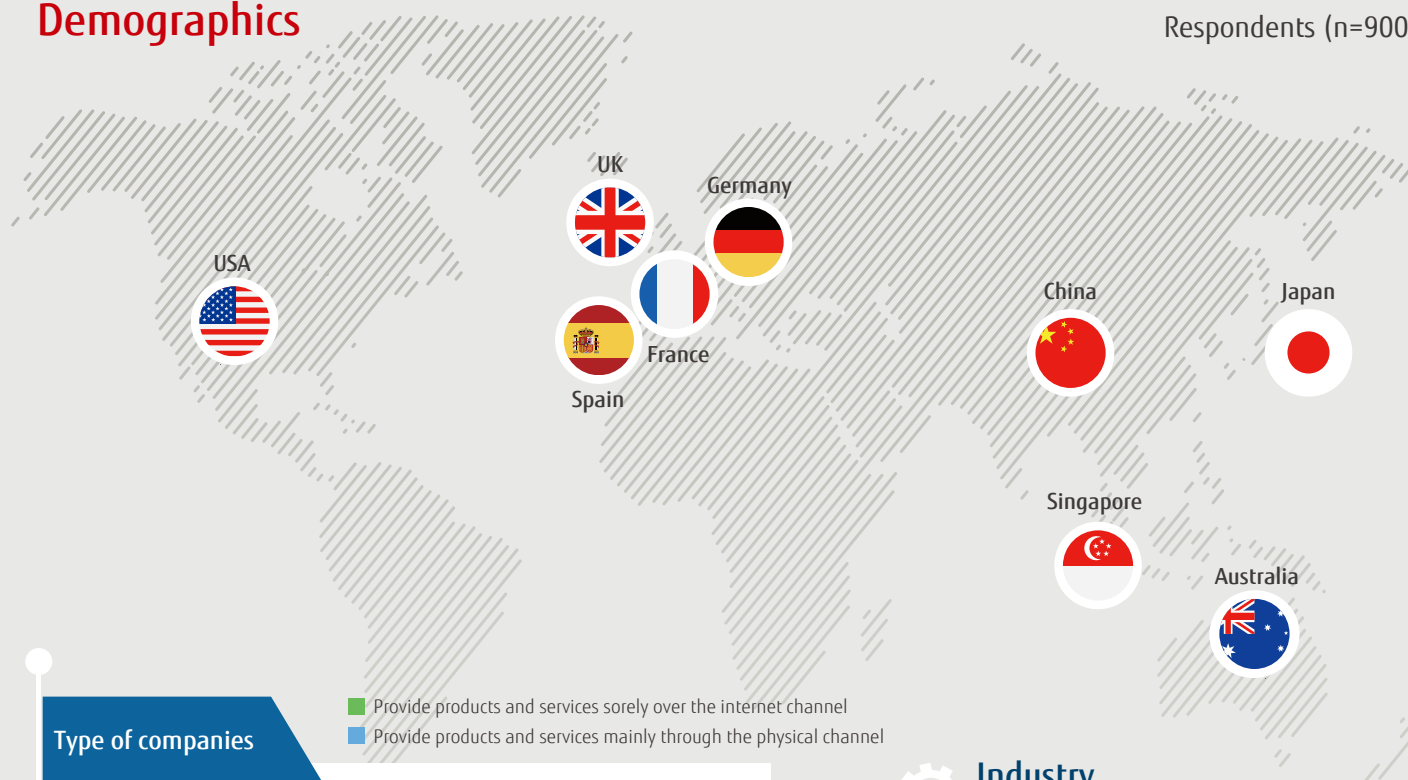 Demographics
Respondents (n=900
UK
Germany
USA
China
Japan
France
Spain
Singapore
Australia
Provide products and services sorely over the internet channel
Provide products and services mainly through the physical channel
Type of companies
Industry